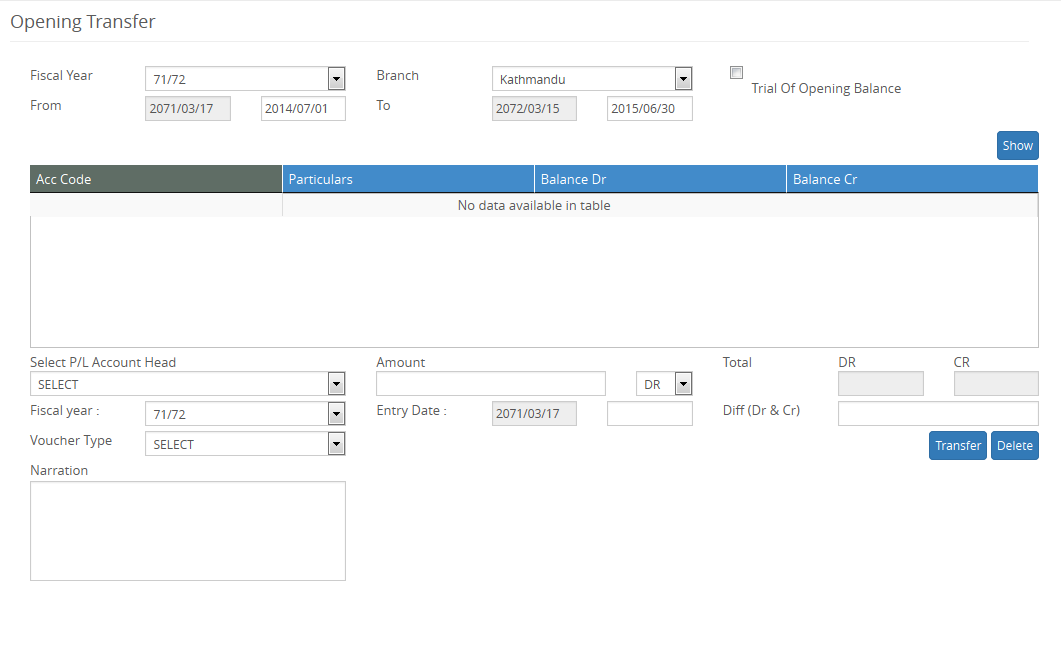 Opening Transfer
Fiscal Year 71/72 Branch Kathmandu Trial Of Opening Balance
From 2071/03/17 2014/07/01 To 2072/03/15 2015/06/30
Show
Acc Code Particulars Balance Dr Balance Cr
No data available in table
Select P/L Account Head Amount Total DR CR
SELECT DR
Fiscal year : 71/72 Entry Date : 2071/03/17 Diff (Dr & Cr)
Voucher Type SELECT Transfer Delete
Narration